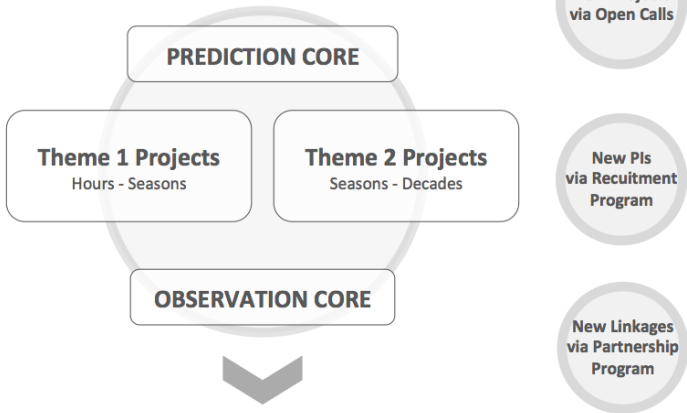 via Open Calls
PREDICTION CORE
Theme 1 Projects
Hours - Seasons
Theme 2 Projects
Seasons - Decades
New PIs
via Recuitment
Program
OBSERVATION CORE
New Linkages
via Partnership
Program